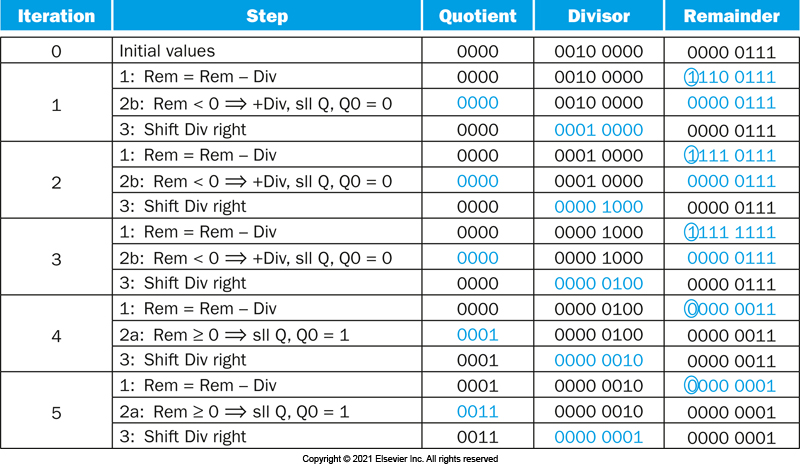 Iteration Step Quotient Divisor Remainder
0 Initial values 0000 0010 0000 0000 0111
1: Rem = Rem – Div 0000 0010 0000 1110 0111
1 2b: Rem < 0 ⟹ +Div, sll Q, Q0 = 0 0000 0010 0000 0000 0111
3: Shift Div right 0000 0001 0000 0000 0111
1: Rem = Rem – Div 0000 0001 0000 1111 0111
2 2b: Rem < 0 ⟹ +Div, sll Q, Q0 = 0 0000 0001 0000 0000 0111
3: Shift Div right 0000 0000 1000 0000 0111
1: Rem = Rem – Div 0000 0000 1000 1111 1111
3 2b: Rem < 0 ⟹ +Div, sll Q, Q0 = 0 0000 0000 1000 0000 0111
3: Shift Div right 0000 0000 0100 0000 0111
1: Rem = Rem – Div 0000 0000 0100 0000 0011
4 2a: Rem ≥ 0 ⟹ sll Q, Q0 = 1 0001 0000 0100 0000 0011
3: Shift Div right 0001 0000 0010 0000 0011
1: Rem = Rem – Div 0001 0000 0010 0000 0001
5 2a: Rem ≥ 0 ⟹ sll Q, Q0 = 1 0011 0000 0010 0000 0001
3: Shift Div right 0011 0000 0001 0000 0001
Copyright © 2021 Elsevier Inc. All rights reserved